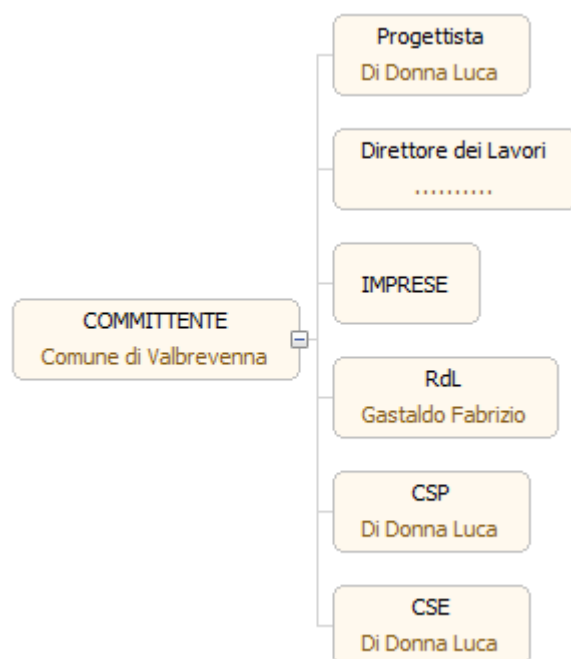 Progettista
Di Donna Luca
Direttore dei Lavori
..........
IMPRESE
COMMITTENTE
Comune di Valbrevenna
RdL
Gastaldo Fabrizio
CSP
Di Donna Luca
CSE
Di Donna Luca